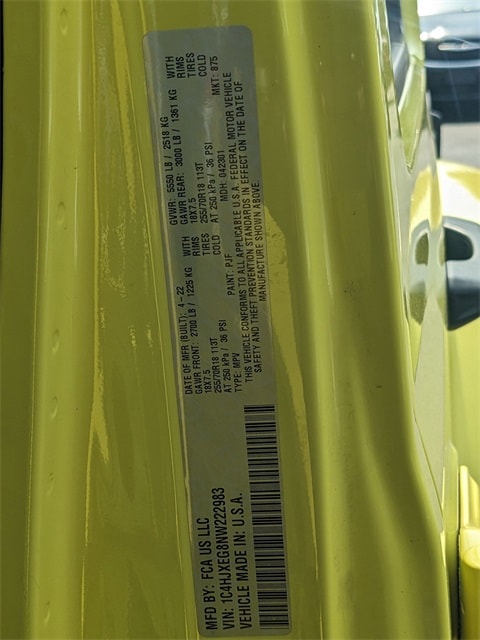 MFD BY: FCA US LLC
VIN: 1C4HJXEG8NW222983
VEHICLE MADE IN: U.S.A.
DATE OF MFR (BUILT): 4-22
GAWR FRONT: 2700 LB / 1225 KG WITH
18X7.5 RIMS
255/70R18 113T TIRES
AT 250 kPa / 36 PSI COLD
TYPE: MPV
GVWR: 5550 LB / 2518 KG
GAWR REAR: 3000 LB / 1361 KG WITH
18X7.5 RIMS
255/70R18 113T TIRES
AT 250 kPa / 36 PSI COLD
PAINT: PJF MDH: 042301 MKT: 875
THIS VEHICLE CONFORMS TO ALL APPLICABLE U.S.A. FEDERAL MOTOR VEHICLE
SAFETY AND THEFT PREVENTION STANDARDS IN EFFECT ON THE DATE OF
MANUFACTURE SHOWN ABOVE.